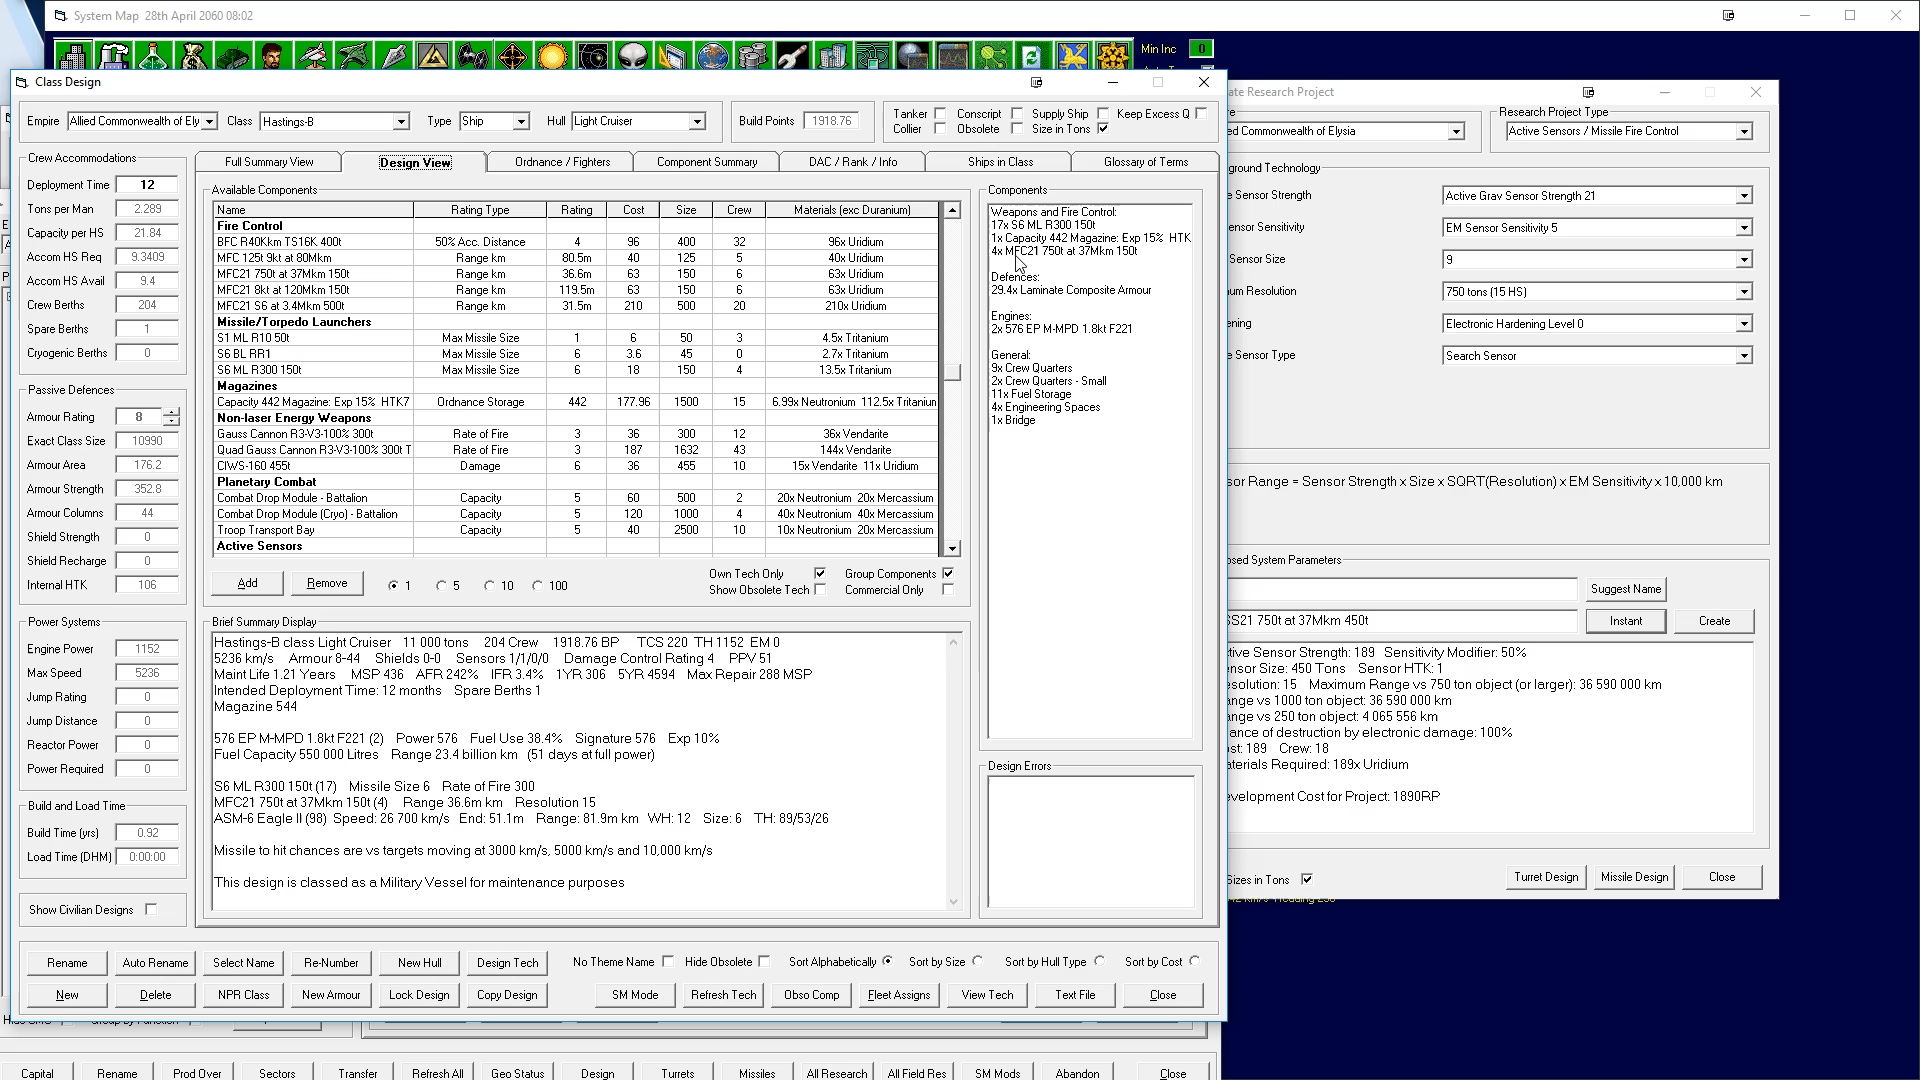 System Map 28th April 2060 08:02
Min Inc 0
Class Design
Empire Allied Commonwealth of Ely Class Hastings-B Type Ship Hull Light Cruiser Build Points 1918.76
Tanker Conscript Supply Ship Keep Excess Q
Collier Obsolete Size in Tons
Crew Accommodations
Deployment Time 12
Tons per Man 2.289
Capacity per HS 21.84
Accom HS Req 9.3409
Accom HS Avail 9.4
Crew Berths 204
Spare Berths 1
Cryogenic Berths 0
Passive Defences
Armour Rating 8
Exact Class Size 10990
Armour Area 176.2
Armour Strength 352.8
Armour Columns 44
Shield Strength 0
Shield Recharge 0
Internal HTK 106
Power Systems
Engine Power 1152
Max Speed 5236
Jump Rating 0
Jump Distance 0
Reactor Power 0
Power Required 0
Build and Load Time
Build Time (yrs) 0.92
Load Time (DHM) 0:00:00
Show Civilian Designs
Full Summary View Design View Ordnance / Fighters Component Summary DAC / Rank / Info Ships in Class Glossary of Terms
Available Components
Name Rating Type Rating Cost Size Crew Materials (exc Duranium)
Fire Control
BFC R40Kkm TS16K 400t 50% Acc. Distance 4 96 400 32 96x Uridium
MFC 125t 9kt at 80Mkm Range km 80.5m 40 125 5 40x Uridium
MFC21 750t at 37Mkm 150t Range km 36.6m 63 150 6 63x Uridium
MFC21 8kt at 120Mkm 150t Range km 119.5m 63 150 6 63x Uridium
MFC21 S6 at 3.4Mkm 500t Range km 31.5m 210 500 20 210x Uridium
Missile/Torpedo Launchers
S1 ML R10 50t Max Missile Size 1 6 50 3 4.5x Tritanium
S6 BL RR1 Max Missile Size 6 3.6 45 0 2.7x Tritanium
S6 ML R300 150t Max Missile Size 6 18 150 4 13.5x Tritanium
Magazines
Capacity 442 Magazine: Exp 15% HTK7 Ordnance Storage 442 177.96 1500 15 6.99x Neutronium 112.5x Tritaniun
Non-laser Energy Weapons
Gauss Cannon R3-V3-100% 300t Rate of Fire 3 36 300 12 36x Vendarite
Quad Gauss Cannon R3-V3-100% 300t T Rate of Fire 3 187 1632 43 144x Vendarite
CIWS-160 455t Damage 6 36 455 10 15x Vendarite 11x Uridium
Planetary Combat
Combat Drop Module - Battalion Capacity 5 60 500 2 20x Neutronium 20x Mercassium
Combat Drop Module (Cryo) - Battalion Capacity 5 120 1000 4 40x Neutronium 40x Mercassium
Troop Transport Bay Capacity 5 40 2500 10 10x Neutronium 20x Mercassium
Active Sensors
Add Remove 1 5 10 100
Own Tech Only Group Components
Show Obsolete Tech Commercial Only
Brief Summary Display
Hastings-B class Light Cruiser 11 000 tons 204 Crew 1918.76 BP TCS 220 TH 1152 EM 0
5236 km/s Armour 8-44 Shields 0-0 Sensors 1/1/0/0 Damage Control Rating 4 PPV 51
Maint Life 1.21 Years MSP 436 AFR 242% IFR 3.4% 1YR 306 5YR 4594 Max Repair 288 MSP
Intended Deployment Time: 12 months Spare Berths 1
Magazine 544
576 EP M-MPD 1.8kt F221 (2) Power 576 Fuel Use 38.4% Signature 576 Exp 10%
Fuel Capacity 550 000 Litres Range 23.4 billion km (51 days at full power)
S6 ML R300 150t (17) Missile Size 6 Rate of Fire 300
MFC21 750t at 37Mkm 150t (4) Range 36.6m km Resolution 15
ASM-6 Eagle II (98) Speed: 26 700 km/s End: 51.1m Range: 81.9m km WH: 12 Size: 6 TH: 89/53/26
Missile to hit chances are vs targets moving at 3000 km/s, 5000 km/s and 10,000 km/s
This design is classed as a Military Vessel for maintenance purposes
Components
Weapons and Fire Control:
17x S6 ML R300 150t
1x Capacity 442 Magazine: Exp 15% HTK
4x MFC21 750t at 37Mkm 150t
Defences:
29.4x Laminate Composite Armour
Engines:
2x 576 EP M-MPD 1.8kt F221
General:
9x Crew Quarters
2x Crew Quarters - Small
11x Fuel Storage
4x Engineering Spaces
1x Bridge
Design Errors
Rename Auto Rename Select Name Re-Number New Hull Design Tech No Theme Name Hide Obsolete Sort Alphabetically Sort by Size Sort by Hull Type Sort by Cost
New Delete NPR Class New Armour Lock Design Copy Design SM Mode Refresh Tech Obso Comp Fleet Assigns View Tech Text File Close
ate Research Project
Research Project Type
ed Commonwealth of Elysia Active Sensors / Missile Fire Control
ground Technology
e Sensor Strength Active Grav Sensor Strength 21
ensor Sensitivity EM Sensor Sensitivity 5
Sensor Size 9
um Resolution 750 tons (15 HS)
ening Electronic Hardening Level 0
e Sensor Type Search Sensor
sor Range = Sensor Strength x Size x SQRT(Resolution) x EM Sensitivity x 10,000 km
osed System Parameters
Suggest Name
S21 750t at 37Mkm 450t Instant Create
tive Sensor Strength: 189 Sensitivity Modifier: 50%
ensor Size: 450 Tons Sensor HTK: 1
esolution: 15 Maximum Range vs 750 ton object (or larger): 36 590 000 km
ange vs 1000 ton object: 36 590 000 km
ange vs 250 ton object: 4 065 556 km
ance of destruction by electronic damage: 100%
st: 189 Crew: 18
aterials Required: 189x Uridium
evelopment Cost for Project: 1890RP
Sizes in Tons Turret Design Missile Design Close
Capital Rename Prod Over Sectors Transfer Refresh All Geo Status Design Turrets Missiles All Research All Field Res SM Mods Abandon Close